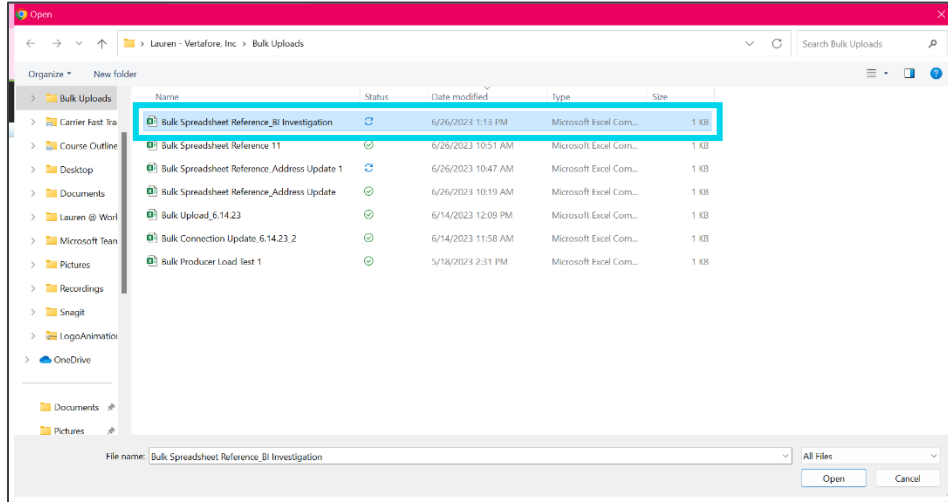 Open
Lauren - Vertafore, Inc > Bulk Uploads
Search Bulk Uploads
Organize
New folder
Name Status Date modified Type Size
Bulk Spreadsheet Reference_BI Investigation 6/26/2023 1:13 PM Microsoft Excel Com... 1 KB
Bulk Spreadsheet Reference 11 6/26/2023 10:51 AM Microsoft Excel Com... 1 KB
Bulk Spreadsheet Reference_Address Update 1 6/26/2023 10:47 AM Microsoft Excel Com... 1 KB
Bulk Spreadsheet Reference_Address Update 6/26/2023 10:19 AM Microsoft Excel Com... 1 KB
Bulk Upload_6.14.23 6/14/2023 12:09 PM Microsoft Excel Com... 1 KB
Bulk Connection Update_6.14.23_2 6/14/2023 11:58 AM Microsoft Excel Com... 1 KB
Bulk Producer Load Test 1 5/18/2023 2:31 PM Microsoft Excel Com... 1 KB
Bulk Uploads
Carrier Fast Tra
Course Outline
Desktop
Documents
Lauren @ Worl
Microsoft Tean
Pictures
Recordings
Snagit
LogoAnimatio
OneDrive
Documents
Pictures
File name: Bulk Spreadsheet Reference_BI Investigation
All Files
Open Cancel